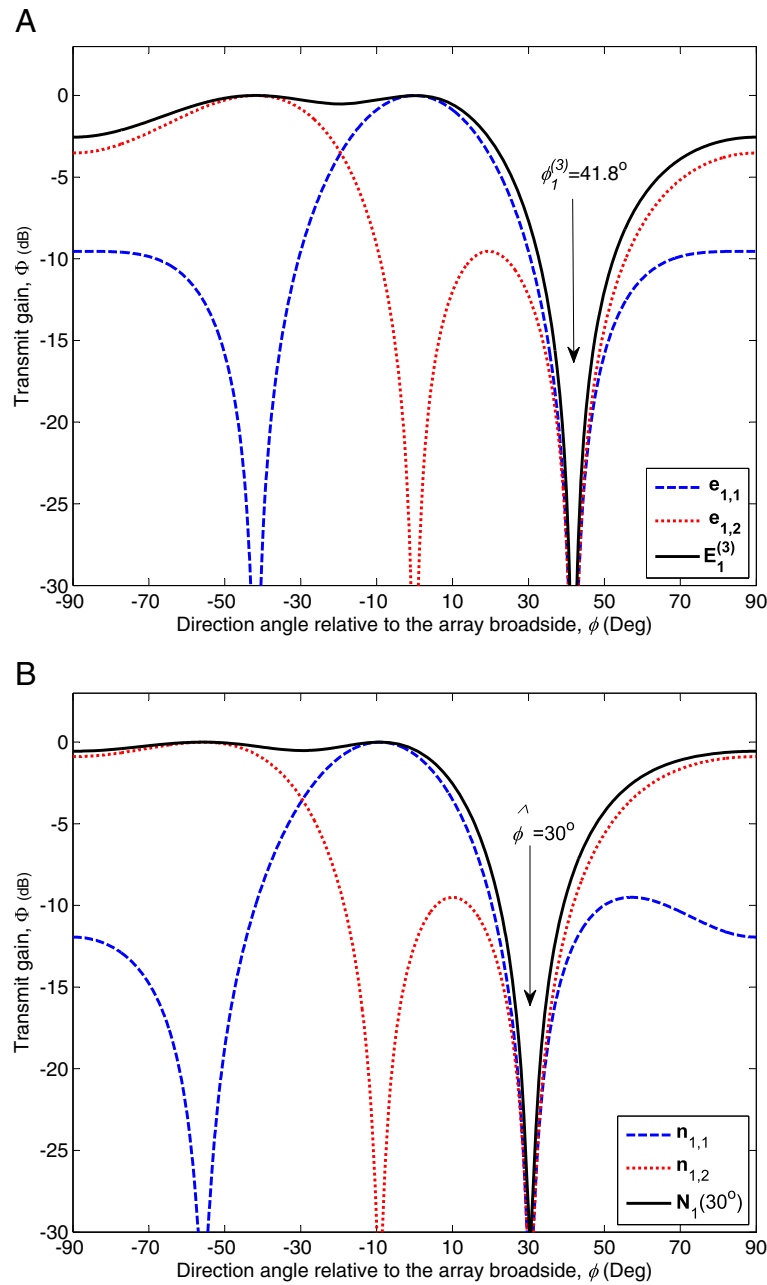 A
0
-5
-10
-15
-20
-25
-30
-90 -70 -50 -30 -10 10 30 50 70 90
Transmit gain, Φ (dB)
Direction angle relative to the array broadside, ϕ (Deg)
ϕ₁⁽³⁾=41.8°
e₁,₁
e₁,₂
E₁⁽³⁾
B
0
-5
-10
-15
-20
-25
-30
-90 -70 -50 -30 -10 10 30 50 70 90
Transmit gain, Φ (dB)
Direction angle relative to the array broadside, ϕ (Deg)
ϕ̂ =30°
n₁,₁
n₁,₂
N₁(30°)